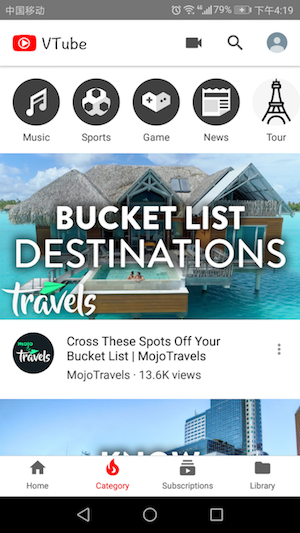 中国移动
79% 下午4:19
VTube
Music Sports Game News Tour
BUCKET LIST
DESTINATIONS
Travels
MOJO
Travels
Cross These Spots Off Your
Bucket List | MojoTravels
MojoTravels · 13.6K views
KNOW
Home Category Subscriptions Library